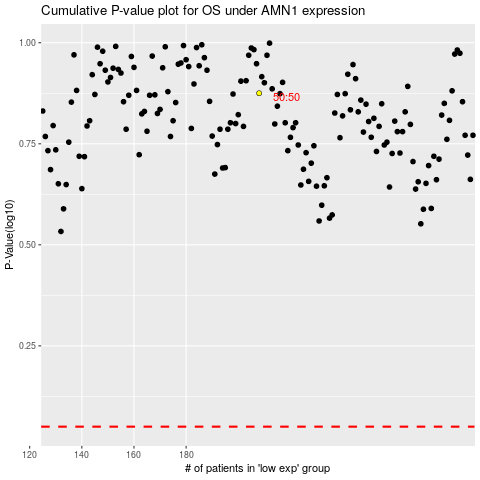 Cumulative P-value plot for OS under AMN1 expression
P-Value(log10)
1.00
0.75
0.50
0.25
50:50
120 140 160 180
# of patients in 'low exp' group